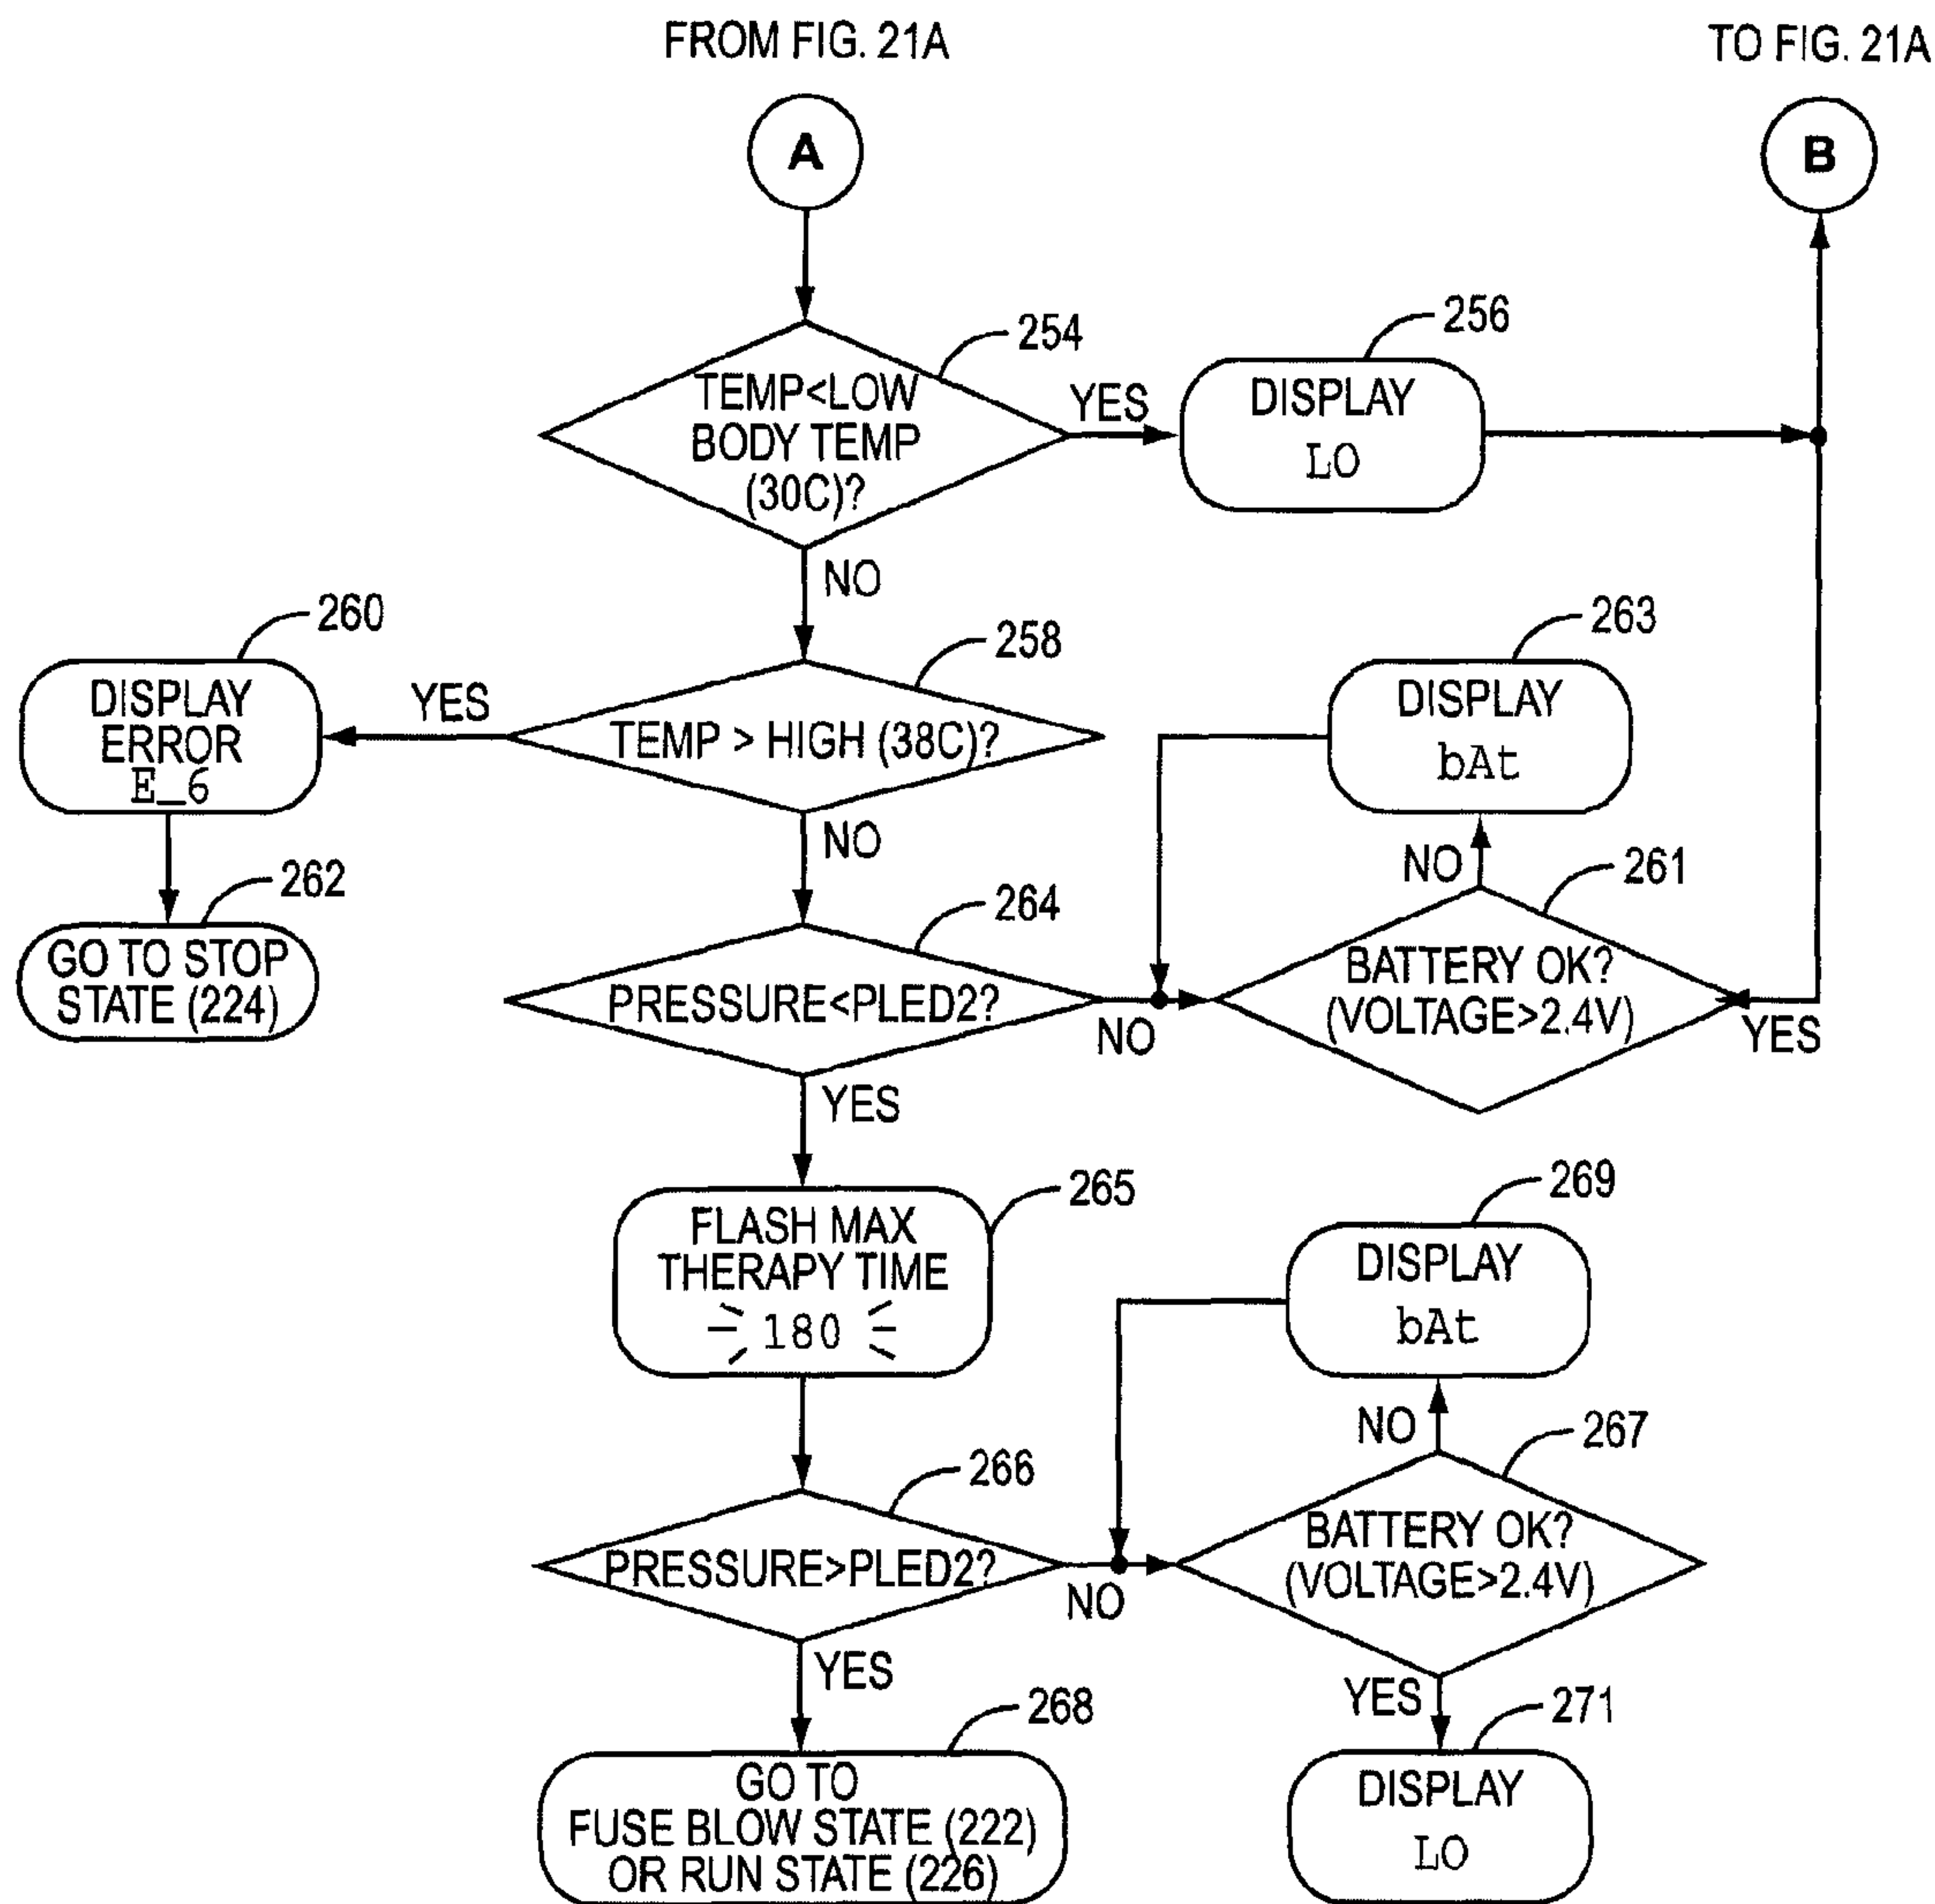 FROM FIG. 21A
TO FIG. 21A
A
B
254
TEMP<LOW
BODY TEMP
(30C)?
YES
256
DISPLAY
LO
NO
260
DISPLAY
ERROR
E_6
YES
258
TEMP > HIGH (38C)?
263
DISPLAY
bAt
NO
262
GO TO STOP
STATE (224)
264
PRESSURE<PLED2?
NO
NO
261
BATTERY OK?
(VOLTAGE>2.4V)
YES
YES
265
FLASH MAX
THERAPY TIME
180
269
DISPLAY
bAt
NO
266
PRESSURE>PLED2?
NO
267
BATTERY OK?
(VOLTAGE>2.4V)
YES
YES
268
GO TO
FUSE BLOW STATE (222)
OR RUN STATE (226)
271
DISPLAY
LO